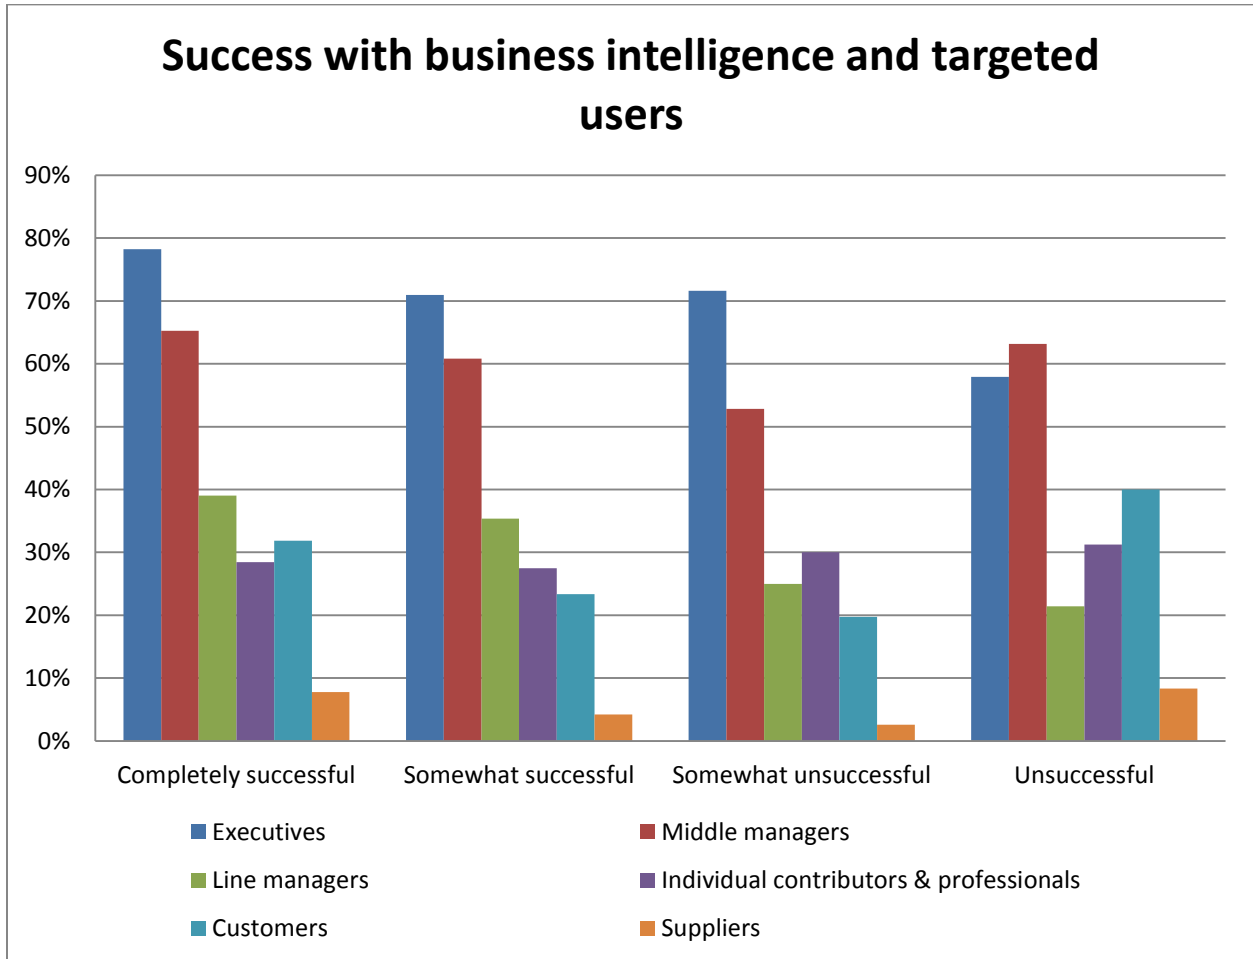 Success with business intelligence and targeted
users
90%
80%
70%
60%
50%
40%
30%
20%
10%
0%
Completely successful
Somewhat successful
Somewhat unsuccessful
Unsuccessful
Executives
Middle managers
Line managers
Individual contributors & professionals
Customers
Suppliers